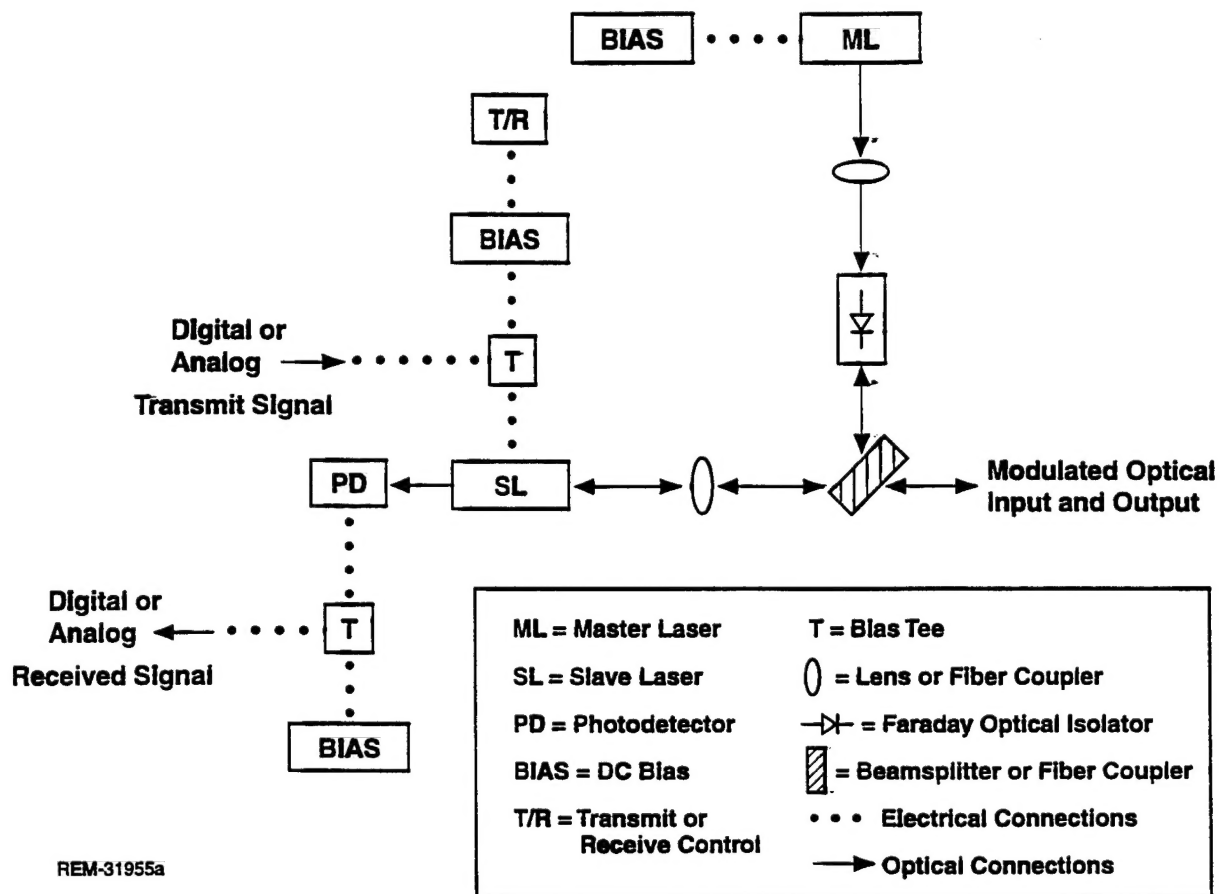 BIAS
ML
T/R
BIAS
Digital or
Analog
Transmit Signal
T
PD
SL
Modulated Optical
Input and Output
Digital or
Analog
Received Signal
T
BIAS
ML = Master Laser
T = Bias Tee
SL = Slave Laser
= Lens or Fiber Coupler
PD = Photodetector
= Faraday Optical Isolator
BIAS = DC Bias
= Beamsplitter or Fiber Coupler
T/R = Transmit or
Receive Control
Electrical Connections
Optical Connections
REM-31955a